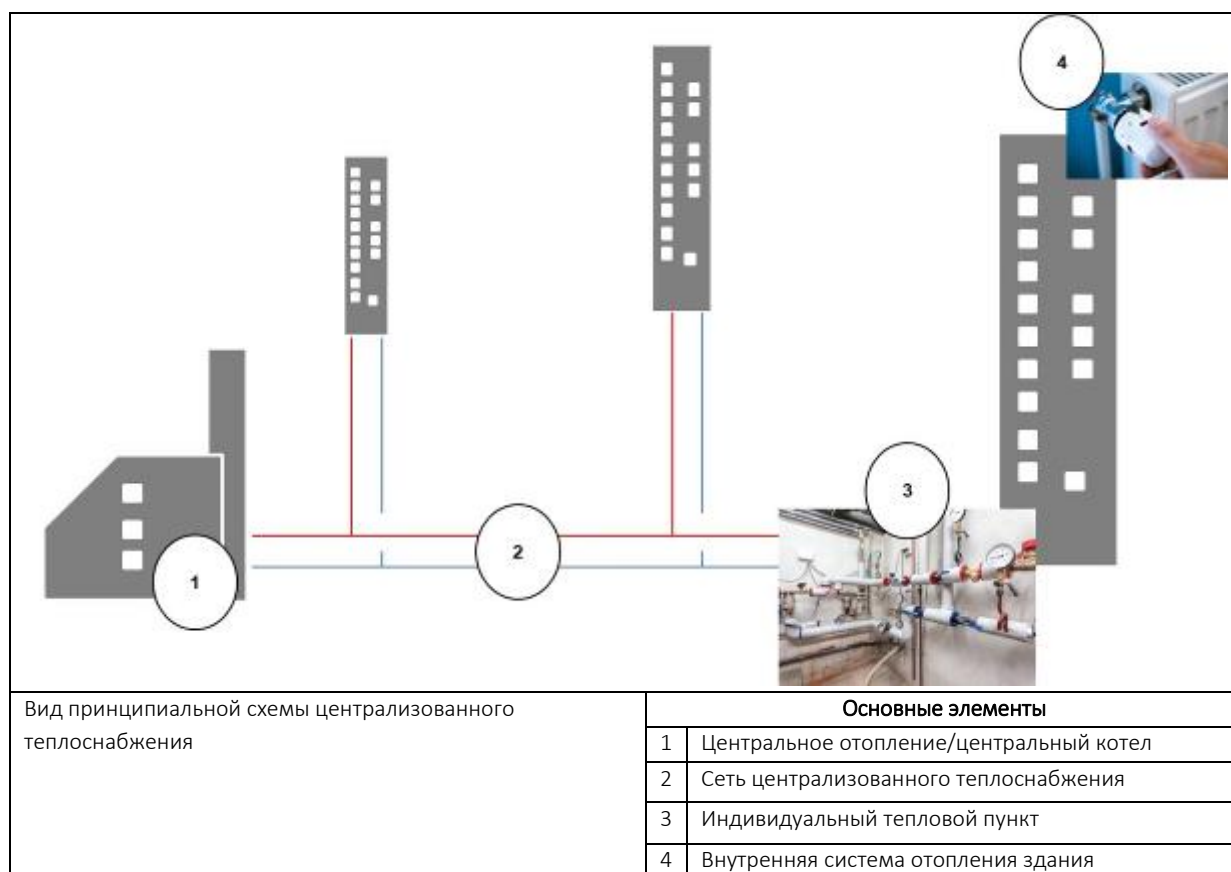 4
3
2
1
Вид принципиальной схемы централизованного
теплоснабжения
Основные элементы
1 Центральное отопление/центральный котел
2 Сеть централизованного теплоснабжения
3 Индивидуальный тепловой пункт
4 Внутренняя система отопления здания